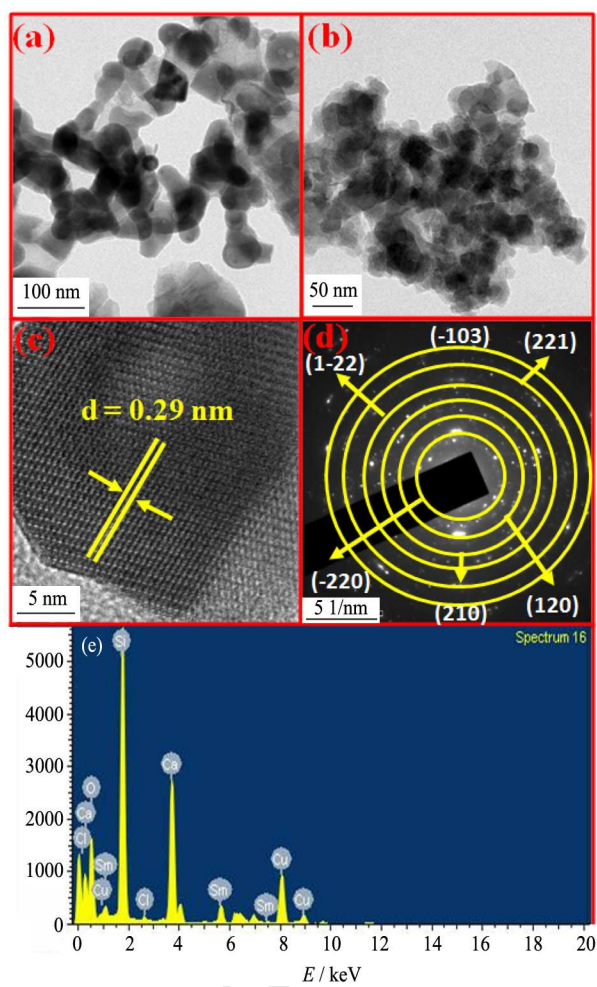 (a)
100 nm
(b)
50 nm
(c)
d = 0.29 nm
5 nm
(d)
(-103)
(1-22)
(221)
(-220)
(210)
(120)
5 1/nm
(e)
Spectrum 16
5000
4000
3000
2000
1000
0
Si
Ca
O
Ca
Cl
Sm
Cu
Cl
Sm
Sm
Cu
Cu
0 2 4 6 8 10 12 14 16 18 20
E / keV